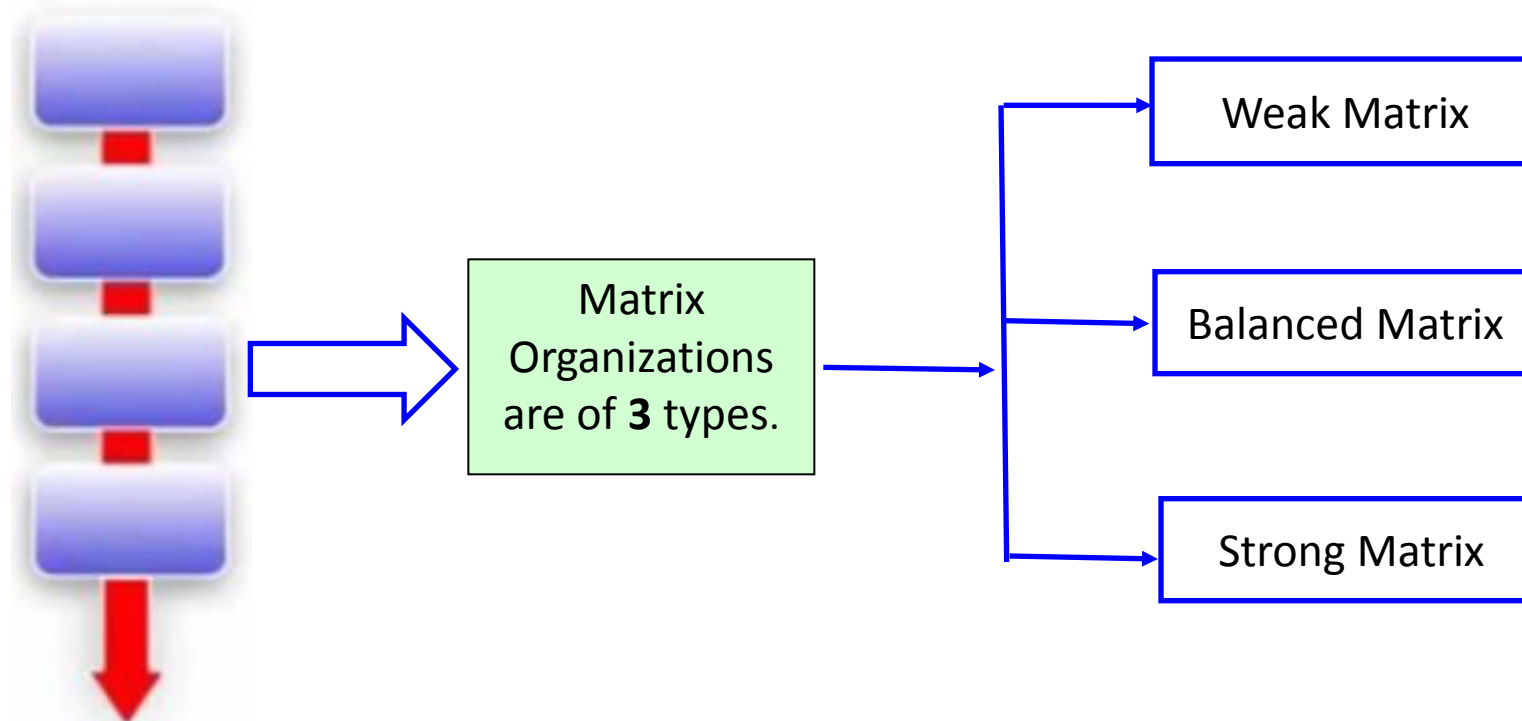 Matrix
Organizations
are of 3 types.
Weak Matrix
Balanced Matrix
Strong Matrix